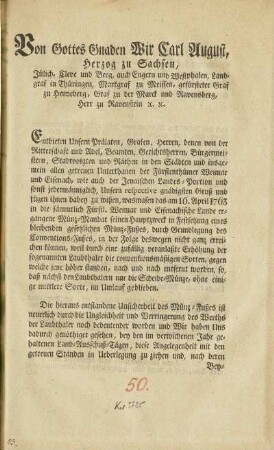 Von Gottes Gnaden Wir Carl August,
Herzog zu Sachsen,
Jülich, Cleve und Berg, auch Engern und Westphalen, Land-
graf in Thüringen, Markgraf zu Meissen, gefürsteter Graf
zu Henneberg, Graf zu der Marck und Ravensberg,
Herr zu Ravenstein ꝛc. ꝛc.
Entbieten Unsern Prälaten, Grafen, Herren, denen von der
Ritterschaft und Adel, Beamten, Gerichtsherren, Bürgermei-
stern, Stadtvoigten und Räthen in den Städten und insge-
mein allen getreuen Unterthanen der Fürstenthümer Weimar
und Eisenach, wie auch der Jenaischen Landes-Portion und
sonst jedermänniglich, Unsern respective Gnädigsten Gruß und
fügen ihnen dabey zu wissen, wasmasen das am 16. April 1763
in die sämmtlich Fürstl. Weimar und Eisenachische Lande er-
gangene Münz-Mandat seinen Hauptzweck in Festsetzung eines
bleibenden gesetzlichen Münz-Fußes, durch Grundlegung des
Conventions-Fußes, in der Folge deswegen nicht ganz errei-
chen können, weil durch eine zufällig veranlaßte Erhöhung der
sogenannten Laubthaler die conventionsmäßigen Sorten, gegen
welche jene höher stunden, nach und nach entfernt worden, so,
daß nächst den Laubthalern nur die Scheide-Münze, ohne eini-
ge mittlere Sorte, im Umlauf geblieben.
Die hieraus entstandene Unsicherheit des Münz-Fußes ist
neuerlich durch die Ungleichheit und Verringerung des Werths
der Laubthaler noch bedeutender worden und Wir haben Uns
dadurch genöthiget gesehen, bey den im verwichenen Jahr ge-
haltenen Land-Ausschuß-Tägen, diese Angelegenheit mit den
getreuen Ständen in Ueberlegung zu ziehen und, nach deren
Bey-
50.